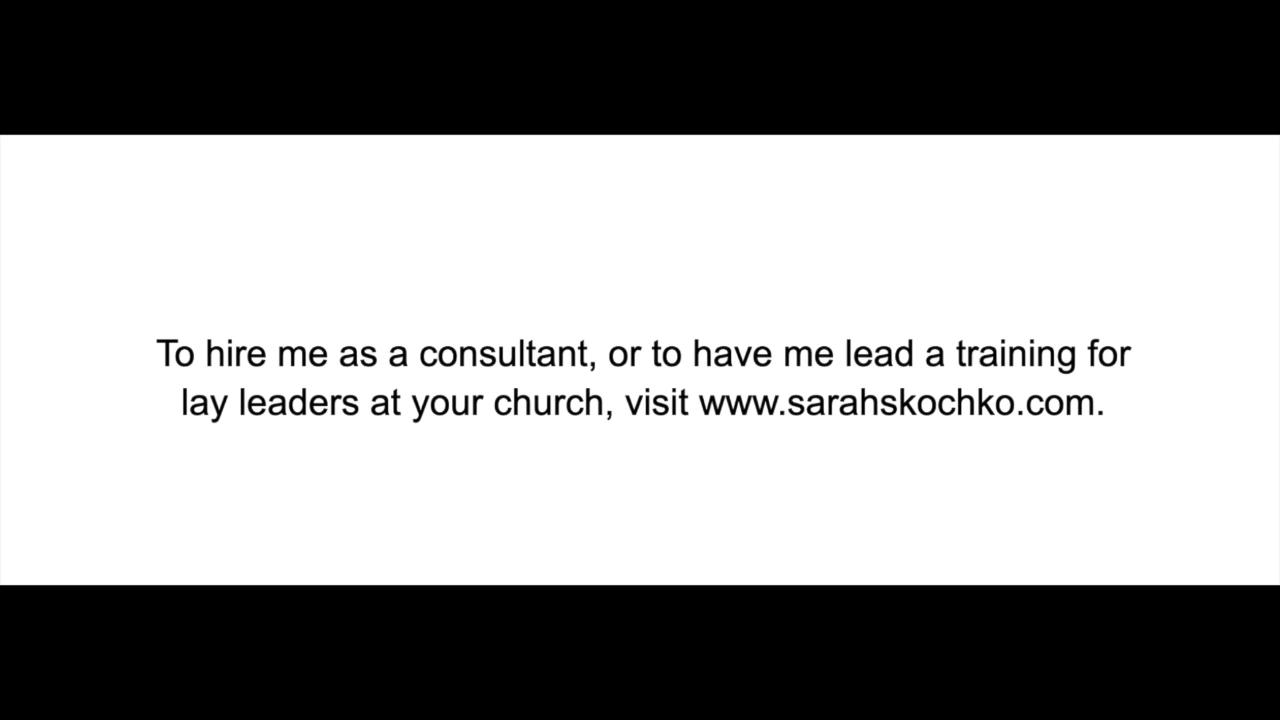 To hire me as a consultant, or to have me lead a training for
lay leaders at your church, visit www.sarahskochko.com.